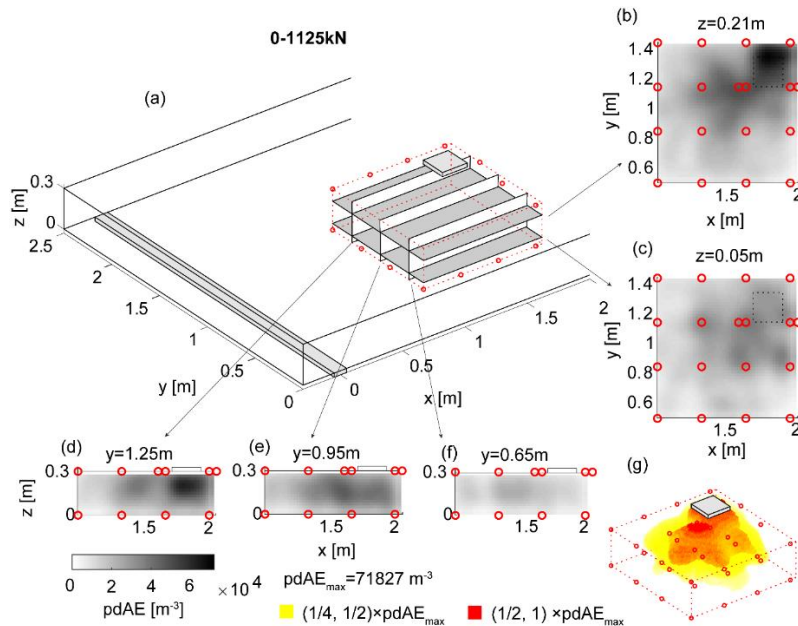 0-1125kN
(a)
z [m]
0.3
0
2.5
2
1.5
1
0.5
0
y [m]
0
0.5
1
1.5
2
x [m]
(b)
z=0.21m
1.4
1.2
1
0.8
0.6
y [m]
1.5
2
x [m]
(c)
z=0.05m
1.4
1.2
1
0.8
0.6
y [m]
1.5
2
x [m]
(d)
y=1.25m
0.3
0
z [m]
1.5
2
(e)
y=0.95m
0.3
0
1.5
2
x [m]
(f)
y=0.65m
0.3
0
1.5
2
(g)
0 2 4 6 × 10⁴
pdAE [m⁻³]
pdAEmax=71827 m⁻³
(1/4, 1/2)×pdAEmax
(1/2, 1) ×pdAEmax